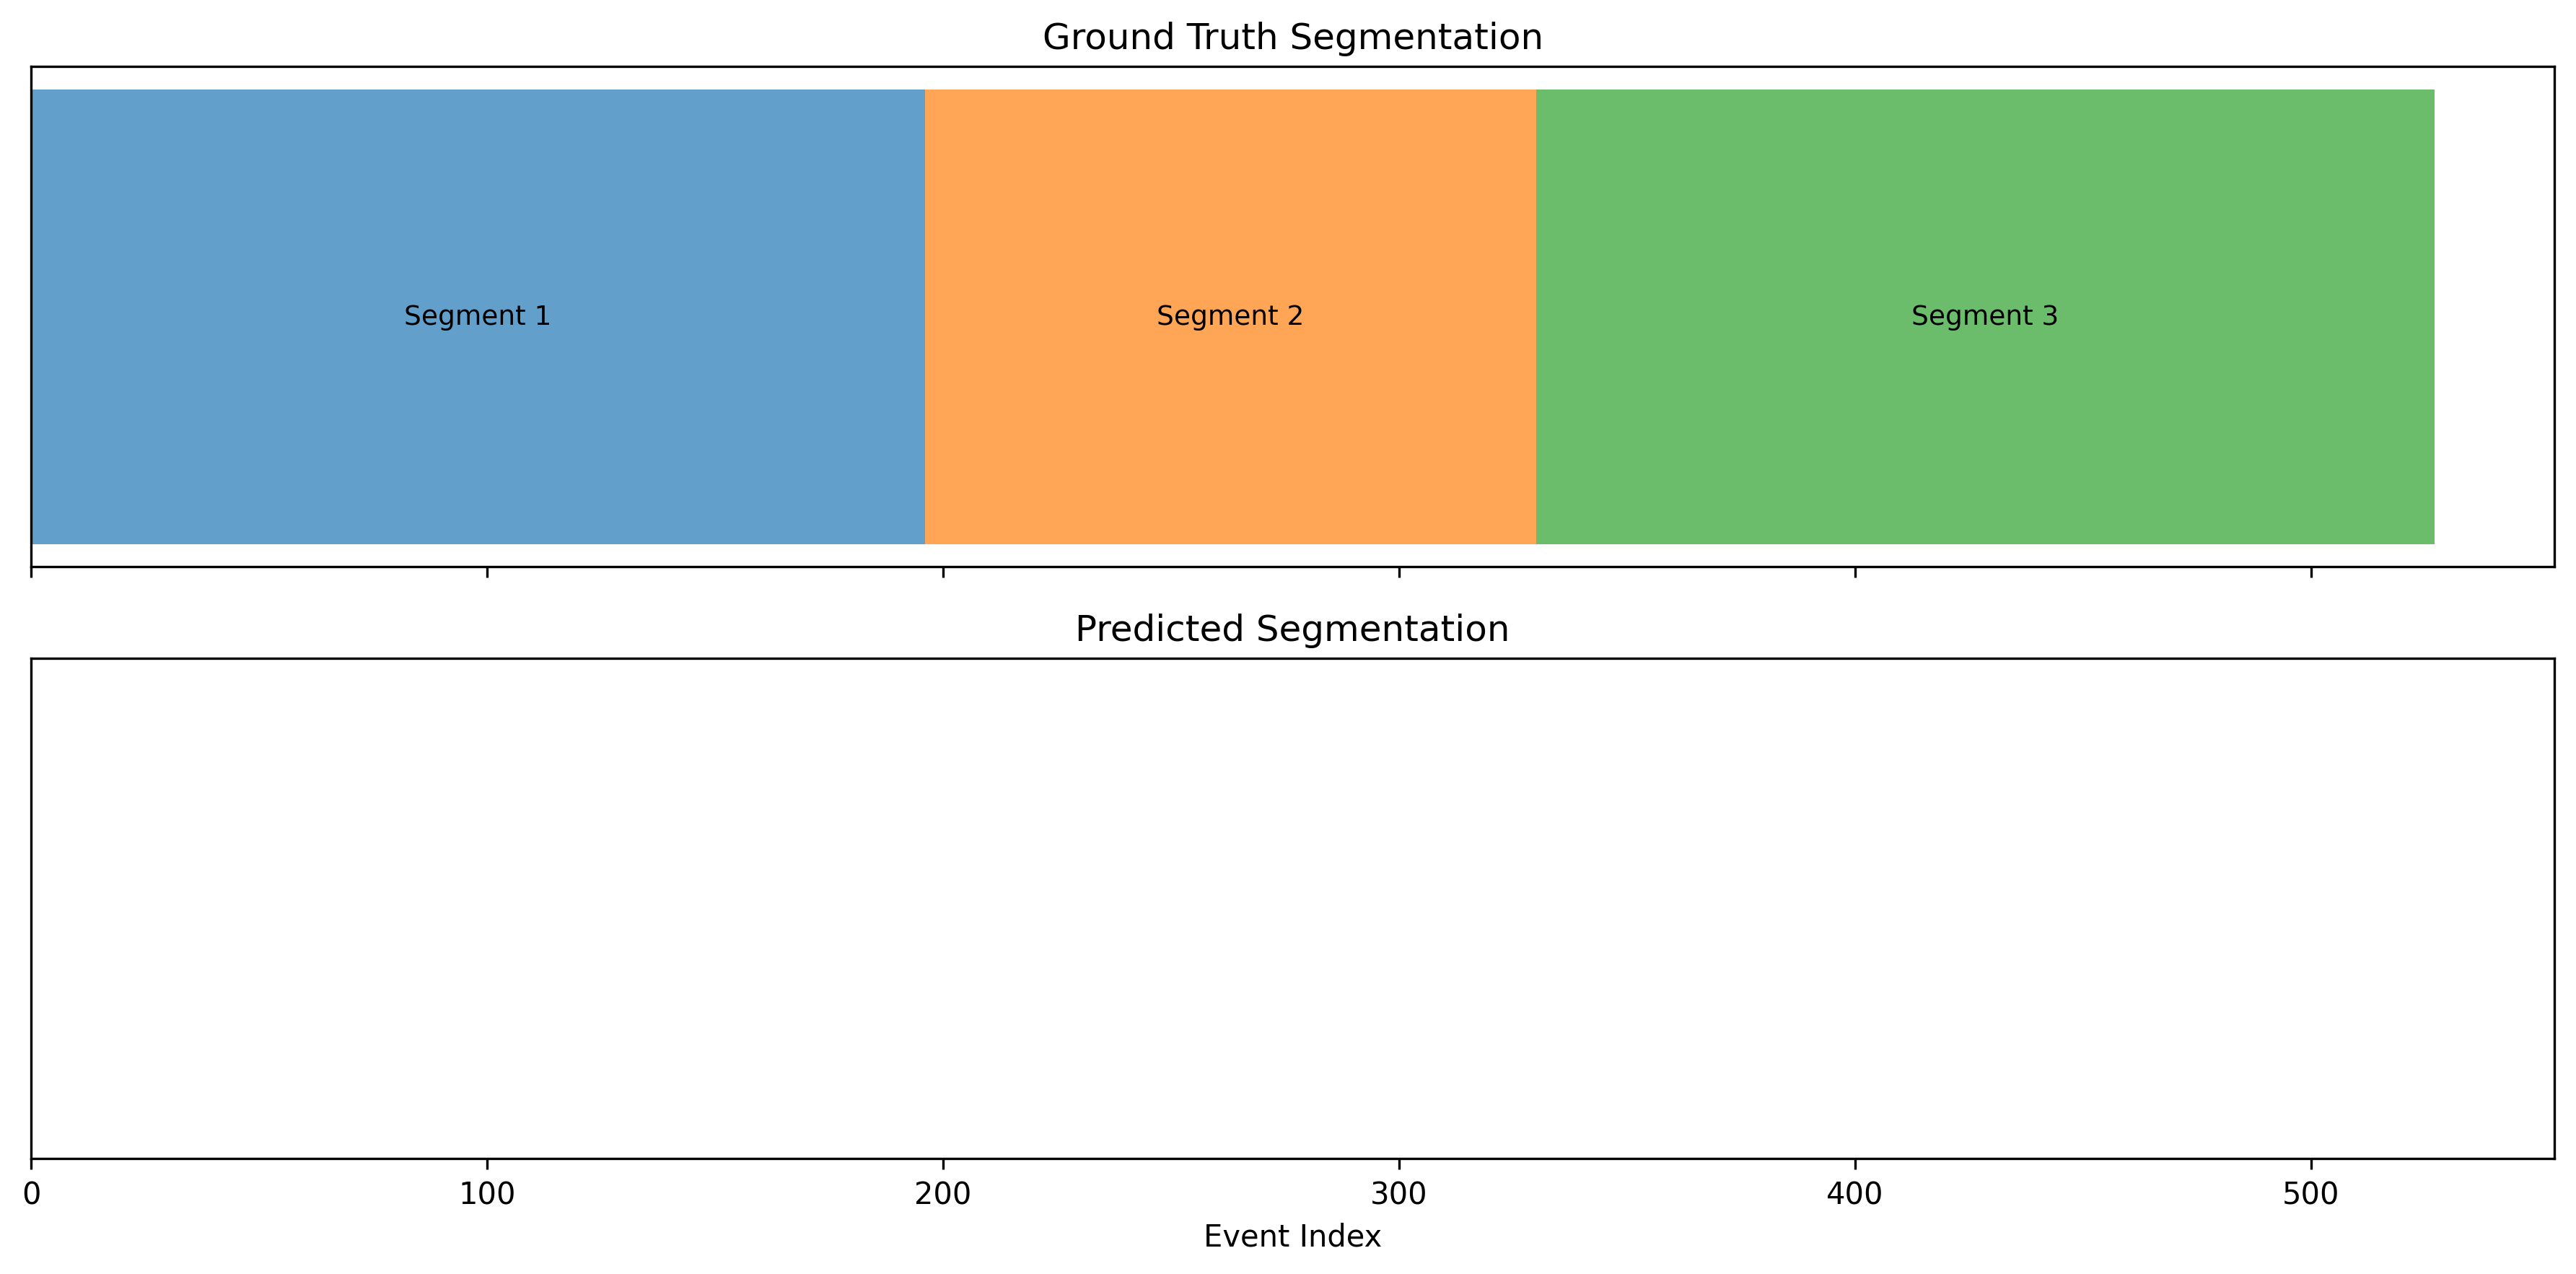 Ground Truth Segmentation
Segment 1 Segment 2 Segment 3
Predicted Segmentation
0 100 200 300 400 500
Event Index